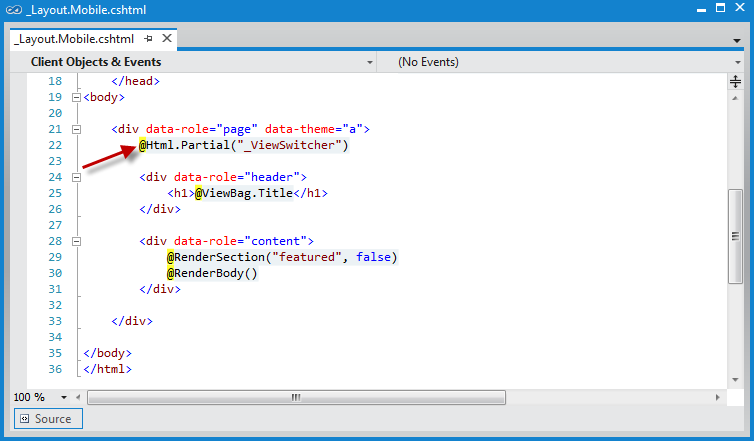 _Layout.Mobile.cshtml
_Layout.Mobile.cshtml
Client Objects & Events (No Events)
18 </head>
19 <body>
20
21 <div data-role="page" data-theme="a">
22 @Html.Partial("_ViewSwitcher")
23
24 <div data-role="header">
25 <h1>@ViewBag.Title</h1>
26 </div>
27
28 <div data-role="content">
29 @RenderSection("featured", false)
30 @RenderBody()
31 </div>
32
33 </div>
34
35 </body>
36 </html>
100 %
Source